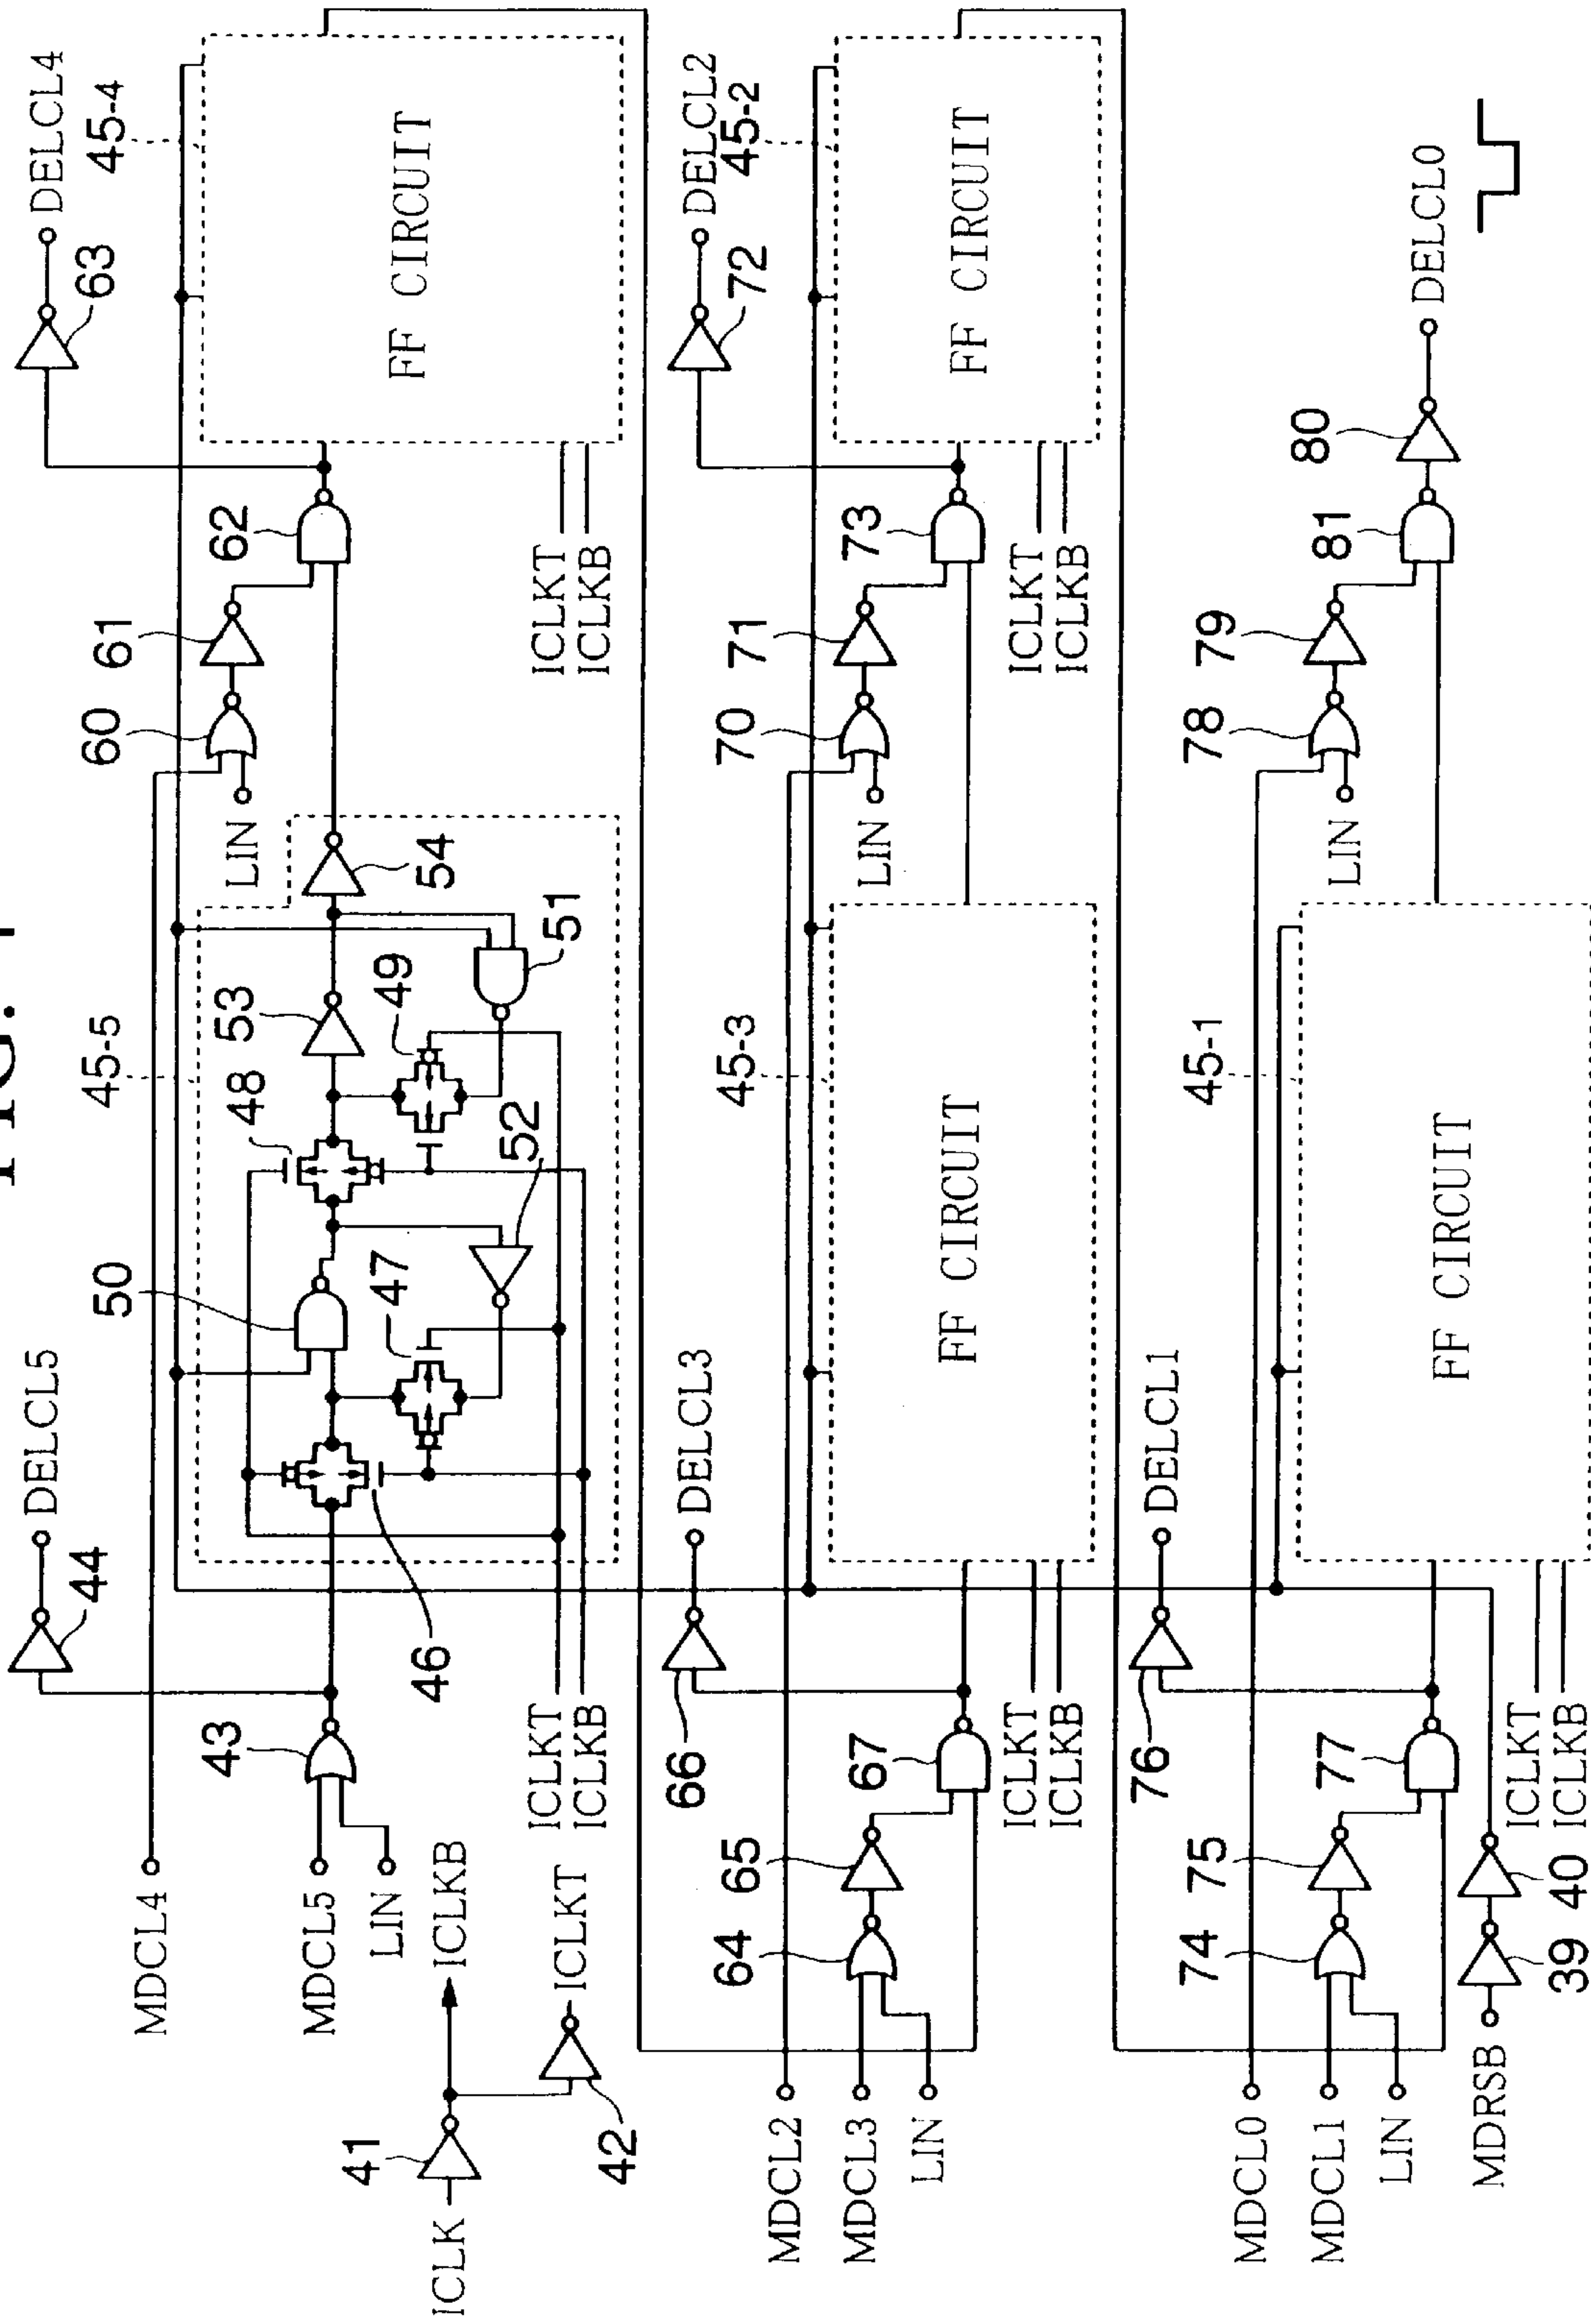 FIG.
44
DELCL5
63
DELCL4
MDCL4
50
45-5
60
61
45-4
43
48
53
62
LIN
MDCL5
LIN
46
47
49
54
51
52
FF CIRCUIT
ICLK
41
ICLKB
42
ICLKT
ICLKT
ICLKB
ICLKT
ICLKB
66
DELCL3
72
DELCL2
45-3
70
71
45-2
MDCL2
64
65
67
73
LIN
MDCL3
LIN
FF CIRCUIT
FF CIRCUIT
ICLKT
ICLKB
ICLKT
ICLKB
76
DELCL1
45-1
78
79
80
MDCL0
74
75
77
81
LIN
DELCL0
MDCL1
LIN
FF CIRCUIT
MDRSB
39
40
ICLKT
ICLKB